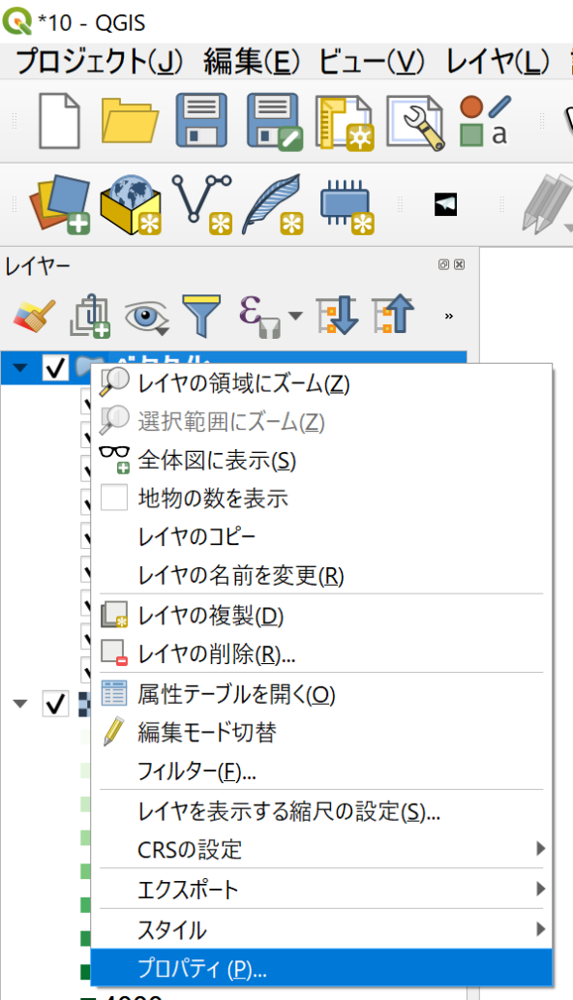 *10 - QGIS
プロジェクト(J) 編集(E) ビュー(V) レイヤ(L)
a
レイヤー
ε
»
レイヤの領域にズーム(Z)
選択範囲にズーム(Z)
全体図に表示(S)
地物の数を表示
レイヤのコピー
レイヤの名前を変更(R)
レイヤの複製(D)
レイヤの削除(R)...
属性テーブルを開く(O)
編集モード切替
フィルター(F)...
レイヤを表示する縮尺の設定(S)...
CRSの設定
エクスポート
スタイル
プロパティ (P)...